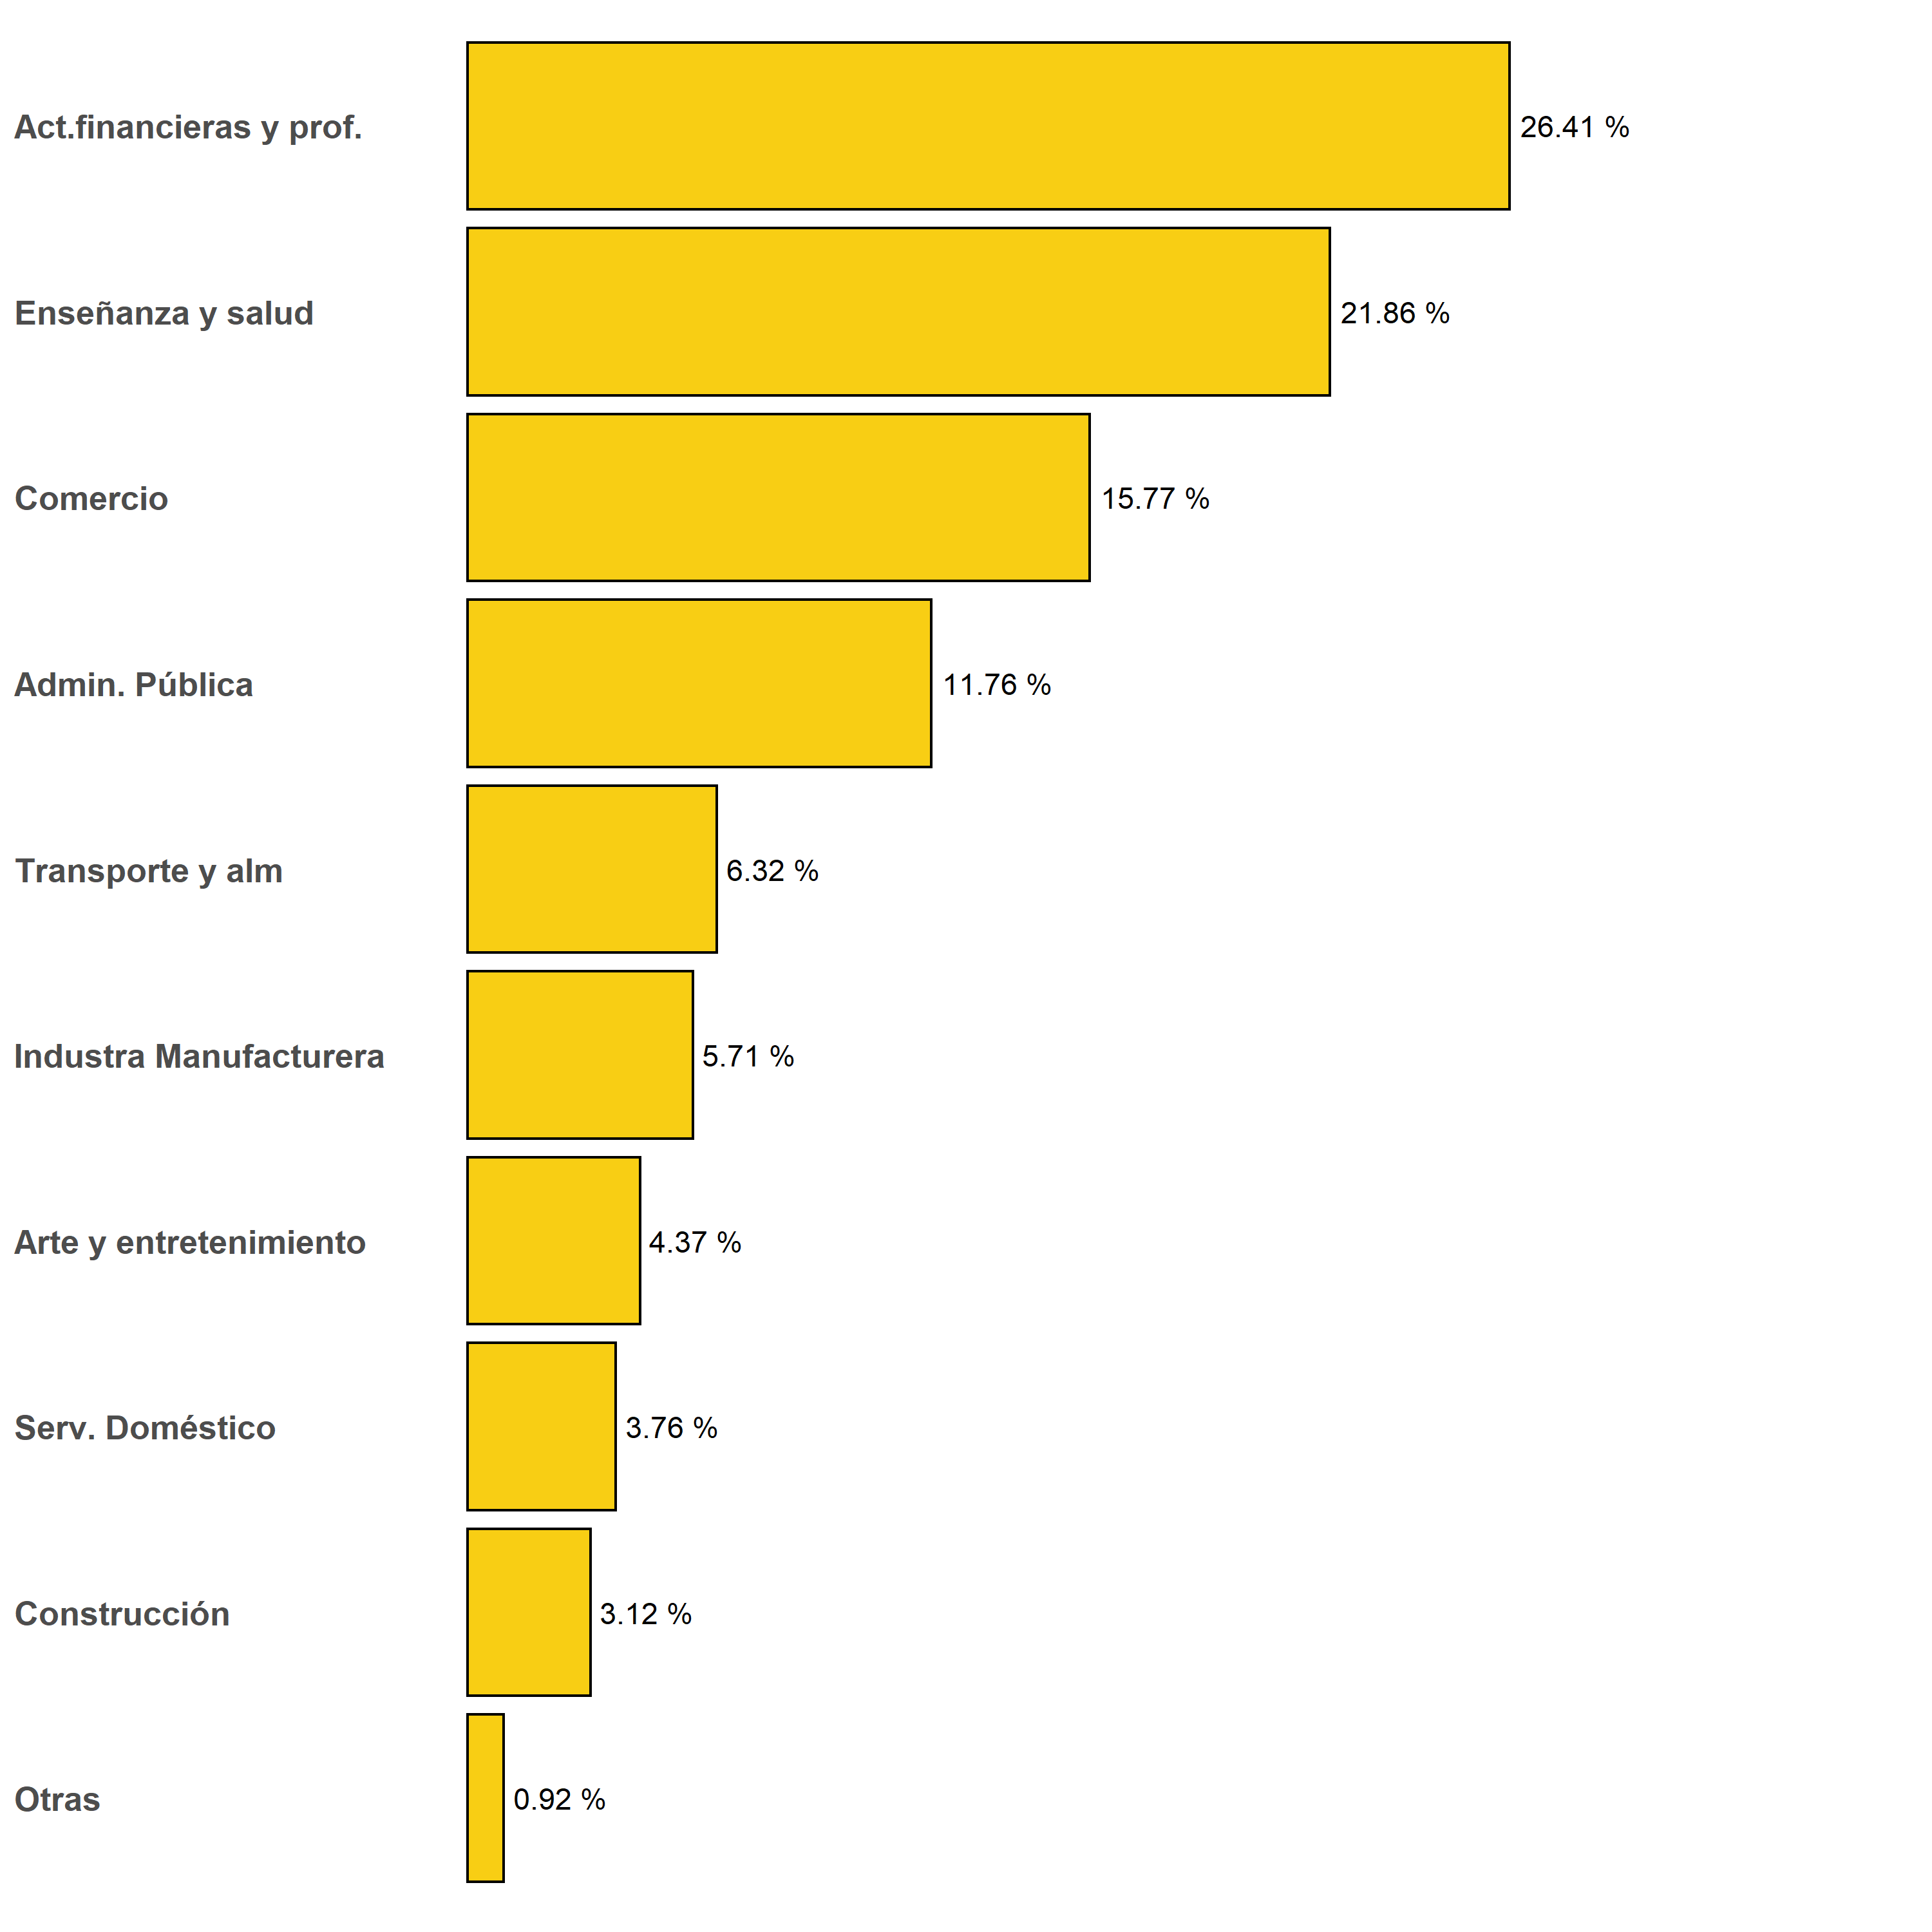 Act.financieras y prof. 26.41 %
Enseñanza y salud 21.86 %
Comercio 15.77 %
Admin. Pública 11.76 %
Transporte y alm 6.32 %
Industra Manufacturera 5.71 %
Arte y entretenimiento 4.37 %
Serv. Doméstico 3.76 %
Construcción 3.12 %
Otras 0.92 %